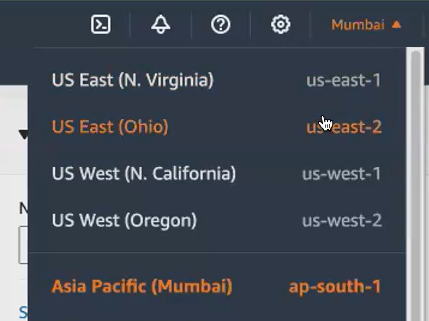 Mumbai
US East (N. Virginia) us-east-1
US East (Ohio) us-east-2
US West (N. California) us-west-1
US West (Oregon) us-west-2
Asia Pacific (Mumbai) ap-south-1